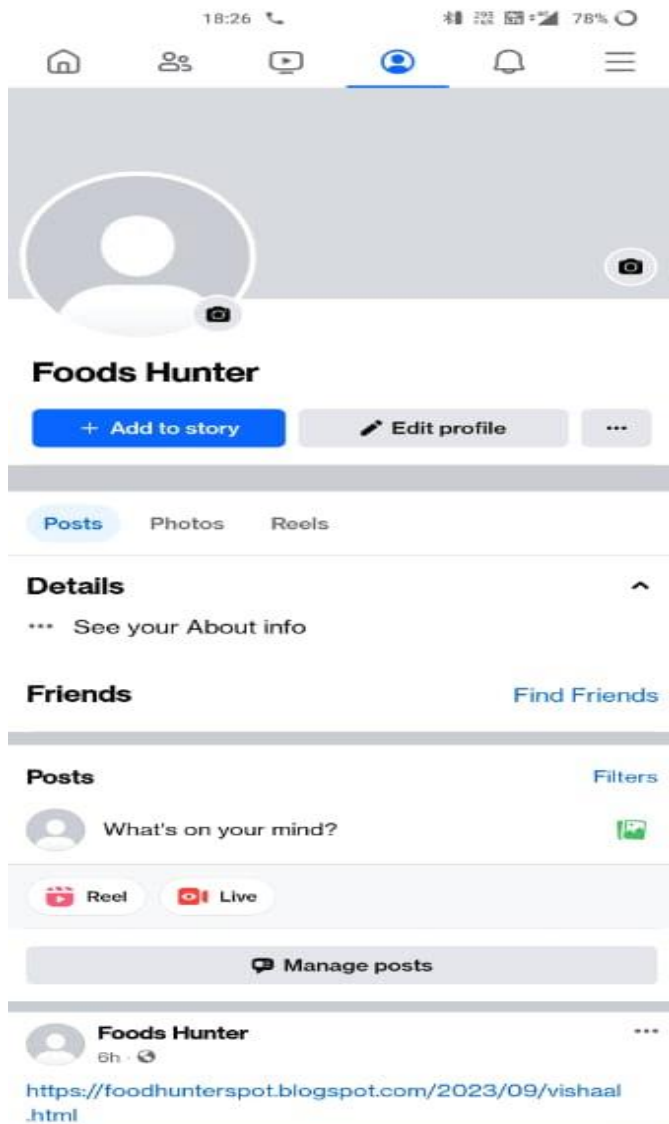 18:26
78%
Foods Hunter
+ Add to story
Edit profile
Posts Photos Reels
Details
See your About info
Friends Find Friends
Posts Filters
What's on your mind?
Reel Live
Manage posts
Foods Hunter
6h ·
https://foodhunterspot.blogspot.com/2023/09/vishaal
.html